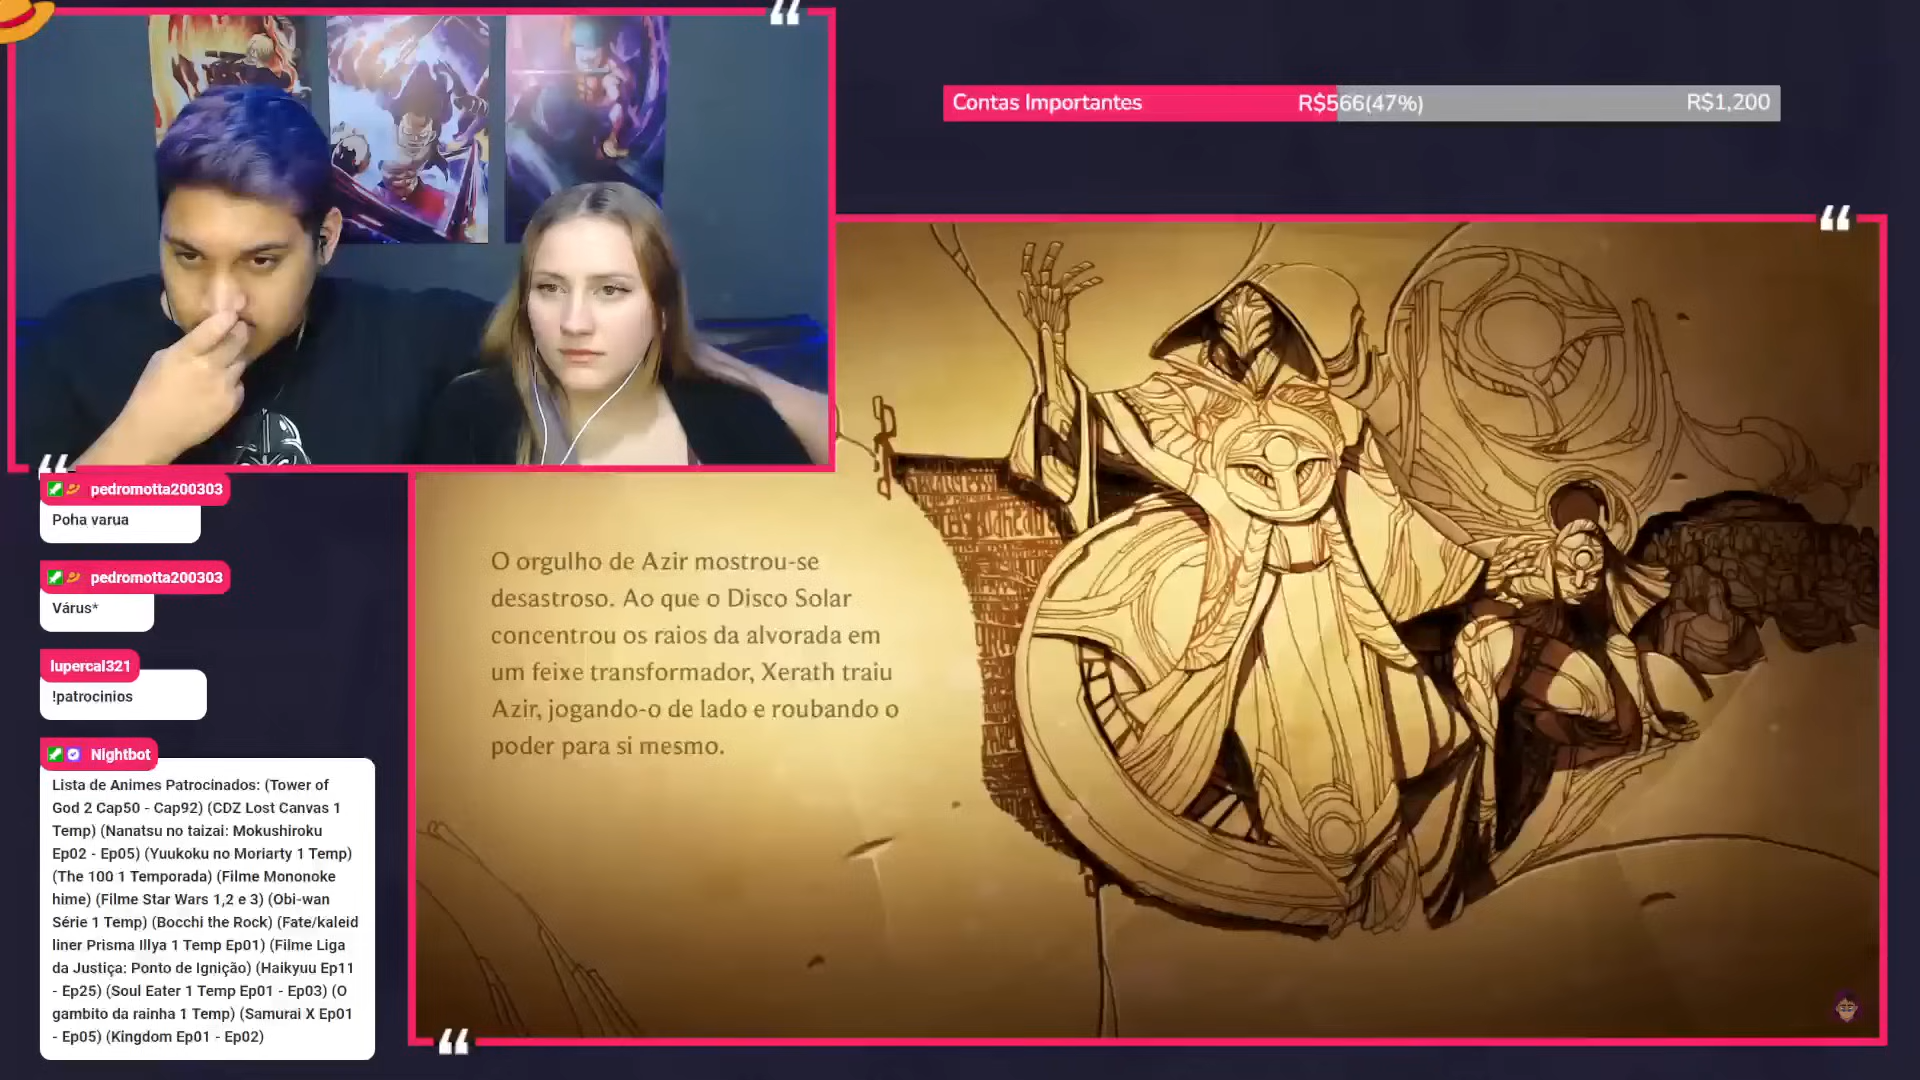 Contas Importantes
R$566(47%)
R$1,200
pedromotta200303
Poha varua
pedromotta200303
Várus*
lupercal321
!patrocinios
Nightbot
Lista de Animes Patrocinados: (Tower of
God 2 Cap50 - Cap92) (CDZ Lost Canvas 1
Temp) (Nanatsu no taizai: Mokushiroku
Ep02 - Ep05) (Yuukoku no Moriarty 1 Temp)
(The 100 1 Temporada) (Filme Mononoke
hime) (Filme Star Wars 1,2 e 3) (Obi-wan
Série 1 Temp) (Bocchi the Rock) (Fate/kaleid
liner Prisma Illya 1 Temp Ep01) (Filme Liga
da Justiça: Ponto de Ignição) (Haikyuu Ep11
- Ep25) (Soul Eater 1 Temp Ep01 - Ep03) (O
gambito da rainha 1 Temp) (Samurai X Ep01
- Ep05) (Kingdom Ep01 - Ep02)
O orgulho de Azir mostrou-se
desastroso. Ao que o Disco Solar
concentrou os raios da alvorada em
um feixe transformador, Xerath traiu
Azir, jogando-o de lado e roubando o
poder para si mesmo.